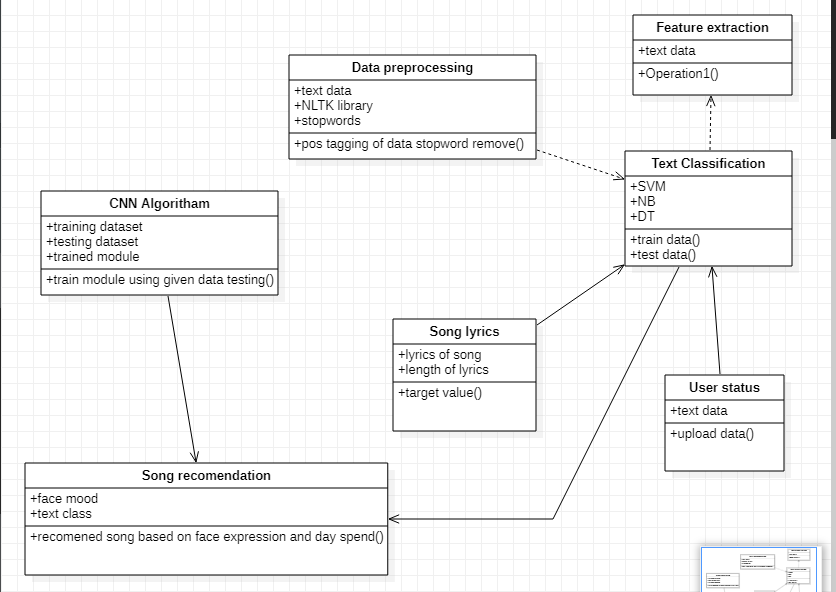 Feature extraction
+text data
+Operation1()
Data preprocessing
+text data
+NLTK library
+stopwords
+pos tagging of data stopword remove()
Text Classification
+SVM
+NB
+DT
+train data()
+test data()
CNN Algoritham
+training dataset
+testing dataset
+trained module
+train module using given data testing()
Song lyrics
+lyrics of song
+length of lyrics
+target value()
User status
+text data
+upload data()
Song recomendation
+face mood
+text class
+recomened song based on face expression and day spend()